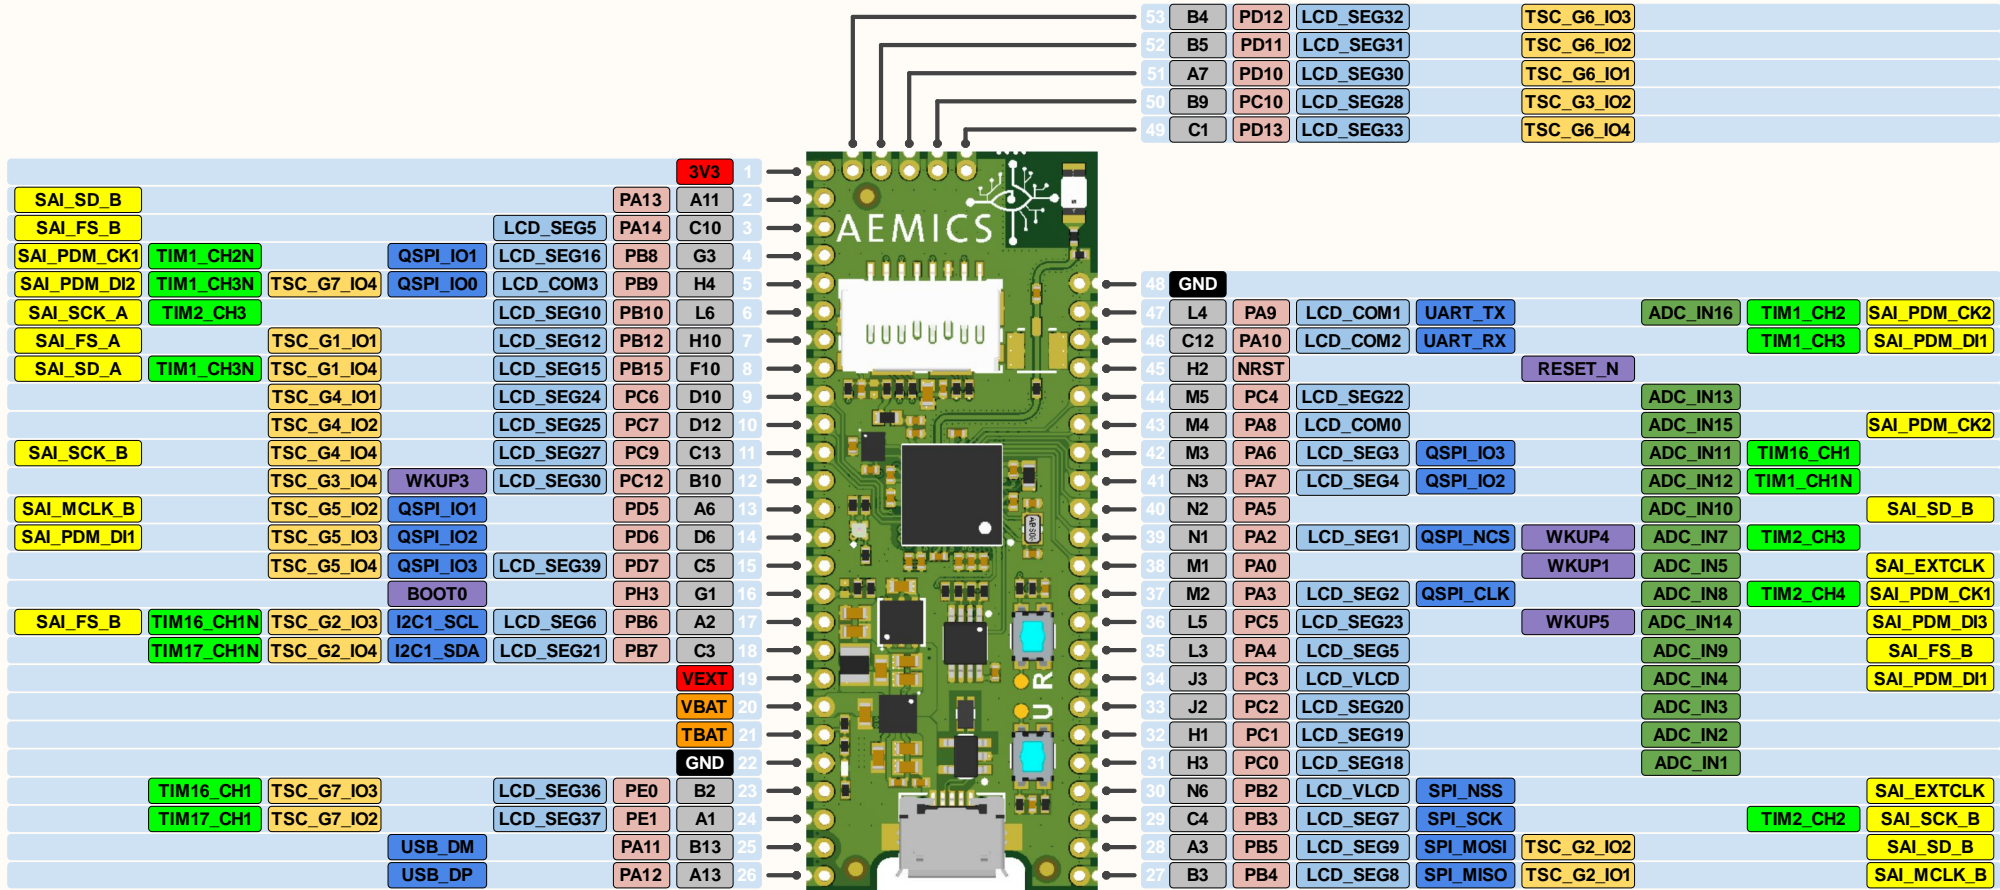 53 B4 PD12 LCD_SEG32 TSC_G6_IO3
52 B5 PD11 LCD_SEG31 TSC_G6_IO2
51 A7 PD10 LCD_SEG30 TSC_G6_IO1
50 B9 PC10 LCD_SEG28 TSC_G3_IO2
49 C1 PD13 LCD_SEG33 TSC_G6_IO4
3V3 1
SAI_SD_B PA13 A11 2
SAI_FS_B LCD_SEG5 PA14 C10 3
SAI_PDM_CK1 TIM1_CH2N QSPI_IO1 LCD_SEG16 PB8 G3 4
SAI_PDM_DI2 TIM1_CH3N TSC_G7_IO4 QSPI_IO0 LCD_COM3 PB9 H4 5
SAI_SCK_A TIM2_CH3 LCD_SEG10 PB10 L6 6
SAI_FS_A TSC_G1_IO1 LCD_SEG12 PB12 H10 7
SAI_SD_A TIM1_CH3N TSC_G1_IO4 LCD_SEG15 PB15 F10 8
TSC_G4_IO1 LCD_SEG24 PC6 D10 9
TSC_G4_IO2 LCD_SEG25 PC7 D12 10
SAI_SCK_B TSC_G4_IO4 LCD_SEG27 PC9 C13 11
TSC_G3_IO4 WKUP3 LCD_SEG30 PC12 B10 12
SAI_MCLK_B TSC_G5_IO2 QSPI_IO1 PD5 A6 13
SAI_PDM_DI1 TSC_G5_IO3 QSPI_IO2 PD6 D6 14
TSC_G5_IO4 QSPI_IO3 LCD_SEG39 PD7 C5 15
BOOT0 PH3 G1 16
SAI_FS_B TIM16_CH1N TSC_G2_IO3 I2C1_SCL LCD_SEG6 PB6 A2 17
TIM17_CH1N TSC_G2_IO4 I2C1_SDA LCD_SEG21 PB7 C3 18
VEXT 19
VBAT 20
TBAT 21
GND 22
TIM16_CH1 TSC_G7_IO3 LCD_SEG36 PE0 B2 23
TIM17_CH1 TSC_G7_IO2 LCD_SEG37 PE1 A1 24
USB_DM PA11 B13 25
USB_DP PA12 A13 26
AEMICS
R
U
48 GND
47 L4 PA9 LCD_COM1 UART_TX ADC_IN16 TIM1_CH2 SAI_PDM_CK2
46 C12 PA10 LCD_COM2 UART_RX TIM1_CH3 SAI_PDM_DI1
45 H2 NRST RESET_N
44 M5 PC4 LCD_SEG22 ADC_IN13
43 M4 PA8 LCD_COM0 ADC_IN15 SAI_PDM_CK2
42 M3 PA6 LCD_SEG3 QSPI_IO3 ADC_IN11 TIM16_CH1
41 N3 PA7 LCD_SEG4 QSPI_IO2 ADC_IN12 TIM1_CH1N
40 N2 PA5 ADC_IN10 SAI_SD_B
39 N1 PA2 LCD_SEG1 QSPI_NCS WKUP4 ADC_IN7 TIM2_CH3
38 M1 PA0 WKUP1 ADC_IN5 SAI_EXTCLK
37 M2 PA3 LCD_SEG2 QSPI_CLK ADC_IN8 TIM2_CH4 SAI_PDM_CK1
36 L5 PC5 LCD_SEG23 WKUP5 ADC_IN14 SAI_PDM_DI3
35 L3 PA4 LCD_SEG5 ADC_IN9 SAI_FS_B
34 J3 PC3 LCD_VLCD ADC_IN4 SAI_PDM_DI1
33 J2 PC2 LCD_SEG20 ADC_IN3
32 H1 PC1 LCD_SEG19 ADC_IN2
31 H3 PC0 LCD_SEG18 ADC_IN1
30 N6 PB2 LCD_VLCD SPI_NSS SAI_EXTCLK
29 C4 PB3 LCD_SEG7 SPI_SCK TIM2_CH2 SAI_SCK_B
28 A3 PB5 LCD_SEG9 SPI_MOSI TSC_G2_IO2 SAI_SD_B
27 B3 PB4 LCD_SEG8 SPI_MISO TSC_G2_IO1 SAI_MCLK_B